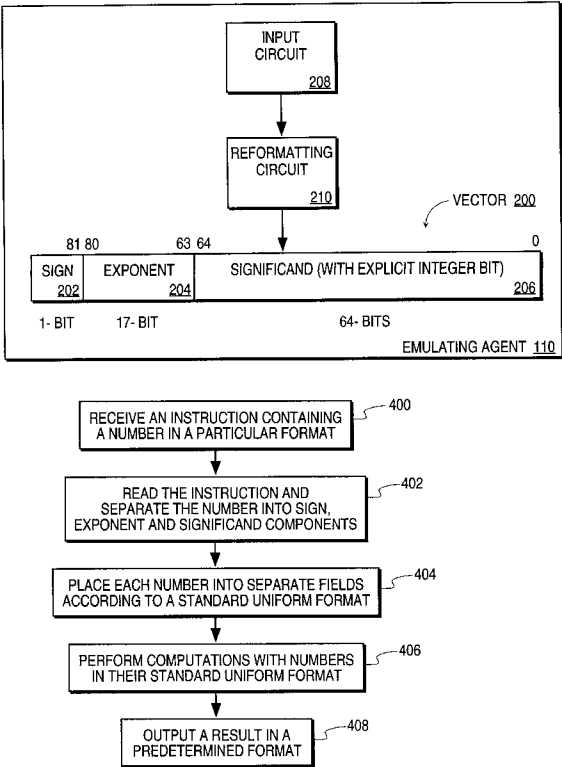 INPUT
CIRCUIT
208
REFORMATTING
CIRCUIT
210
VECTOR 200
81 80 63 64 0
SIGN EXPONENT SIGNIFICAND (WITH EXPLICIT INTEGER BIT)
202 204 206
1- BIT 17- BIT 64- BITS
EMULATING AGENT 110
RECEIVE AN INSTRUCTION CONTAINING
A NUMBER IN A PARTICULAR FORMAT
400
READ THE INSTRUCTION AND
SEPARATE THE NUMBER INTO SIGN,
EXPONENT AND SIGNIFICAND COMPONENTS
402
PLACE EACH NUMBER INTO SEPARATE FIELDS
ACCORDING TO A STANDARD UNIFORM FORMAT
404
PERFORM COMPUTATIONS WITH NUMBERS
IN THEIR STANDARD UNIFORM FORMAT
406
OUTPUT A RESULT IN A
PREDETERMINED FORMAT
408